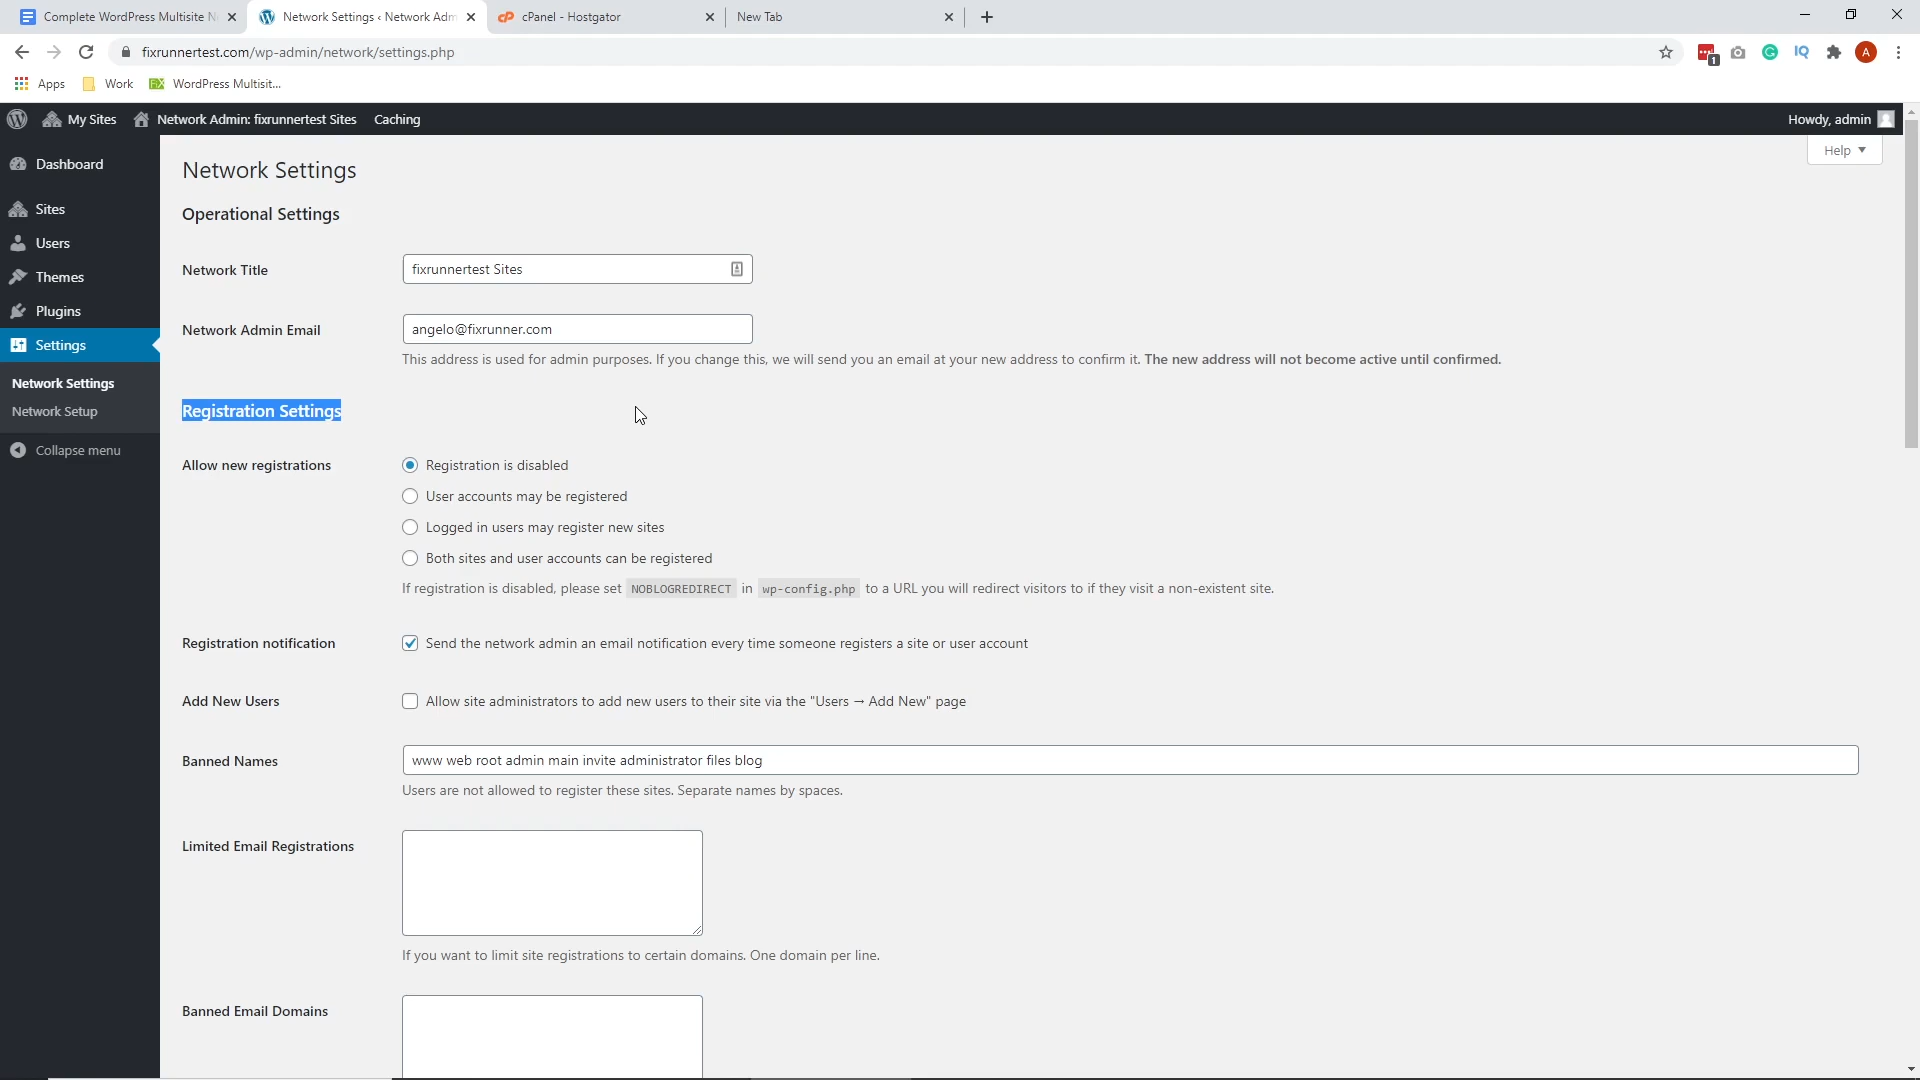 Complete WordPress Multisite N
Network Settings ‹ Network Adm
cPanel - Hostgator
New Tab
fixrunnertest.com/wp-admin/network/settings.php
1
A
Apps
Work
WordPress Multisit...
My Sites
Network Admin: fixrunnertest Sites
Caching
Howdy, admin
Dashboard
Sites
Users
Themes
Plugins
Settings
Network Settings
Network Setup
Collapse menu
Help
Network Settings
Operational Settings
Network Title
fixrunnertest Sites
Network Admin Email
angelo@fixrunner.com
This address is used for admin purposes. If you change this, we will send you an email at your new address to confirm it. The new address will not become active until confirmed.
Registration Settings
Allow new registrations
Registration is disabled
User accounts may be registered
Logged in users may register new sites
Both sites and user accounts can be registered
If registration is disabled, please set NOBLOGREDIRECT in wp-config.php to a URL you will redirect visitors to if they visit a non-existent site.
Registration notification
Send the network admin an email notification every time someone registers a site or user account
Add New Users
Allow site administrators to add new users to their site via the "Users → Add New" page
Banned Names
www web root admin main invite administrator files blog
Users are not allowed to register these sites. Separate names by spaces.
Limited Email Registrations
If you want to limit site registrations to certain domains. One domain per line.
Banned Email Domains